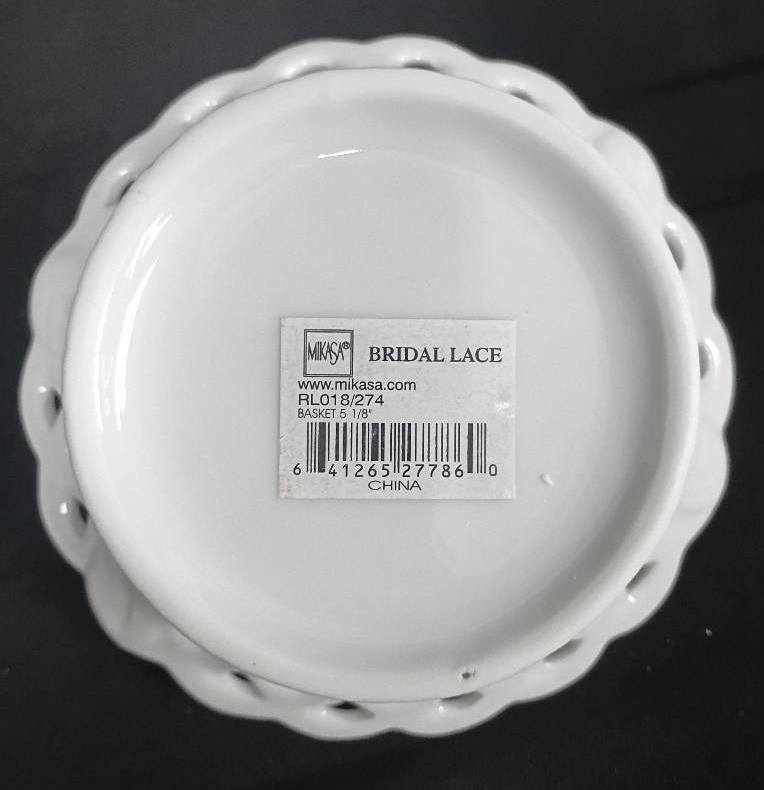 MIKASA® BRIDAL LACE
www.mikasa.com
RL018/274
BASKET 5 1/8"
6 41265 27786 0
CHINA